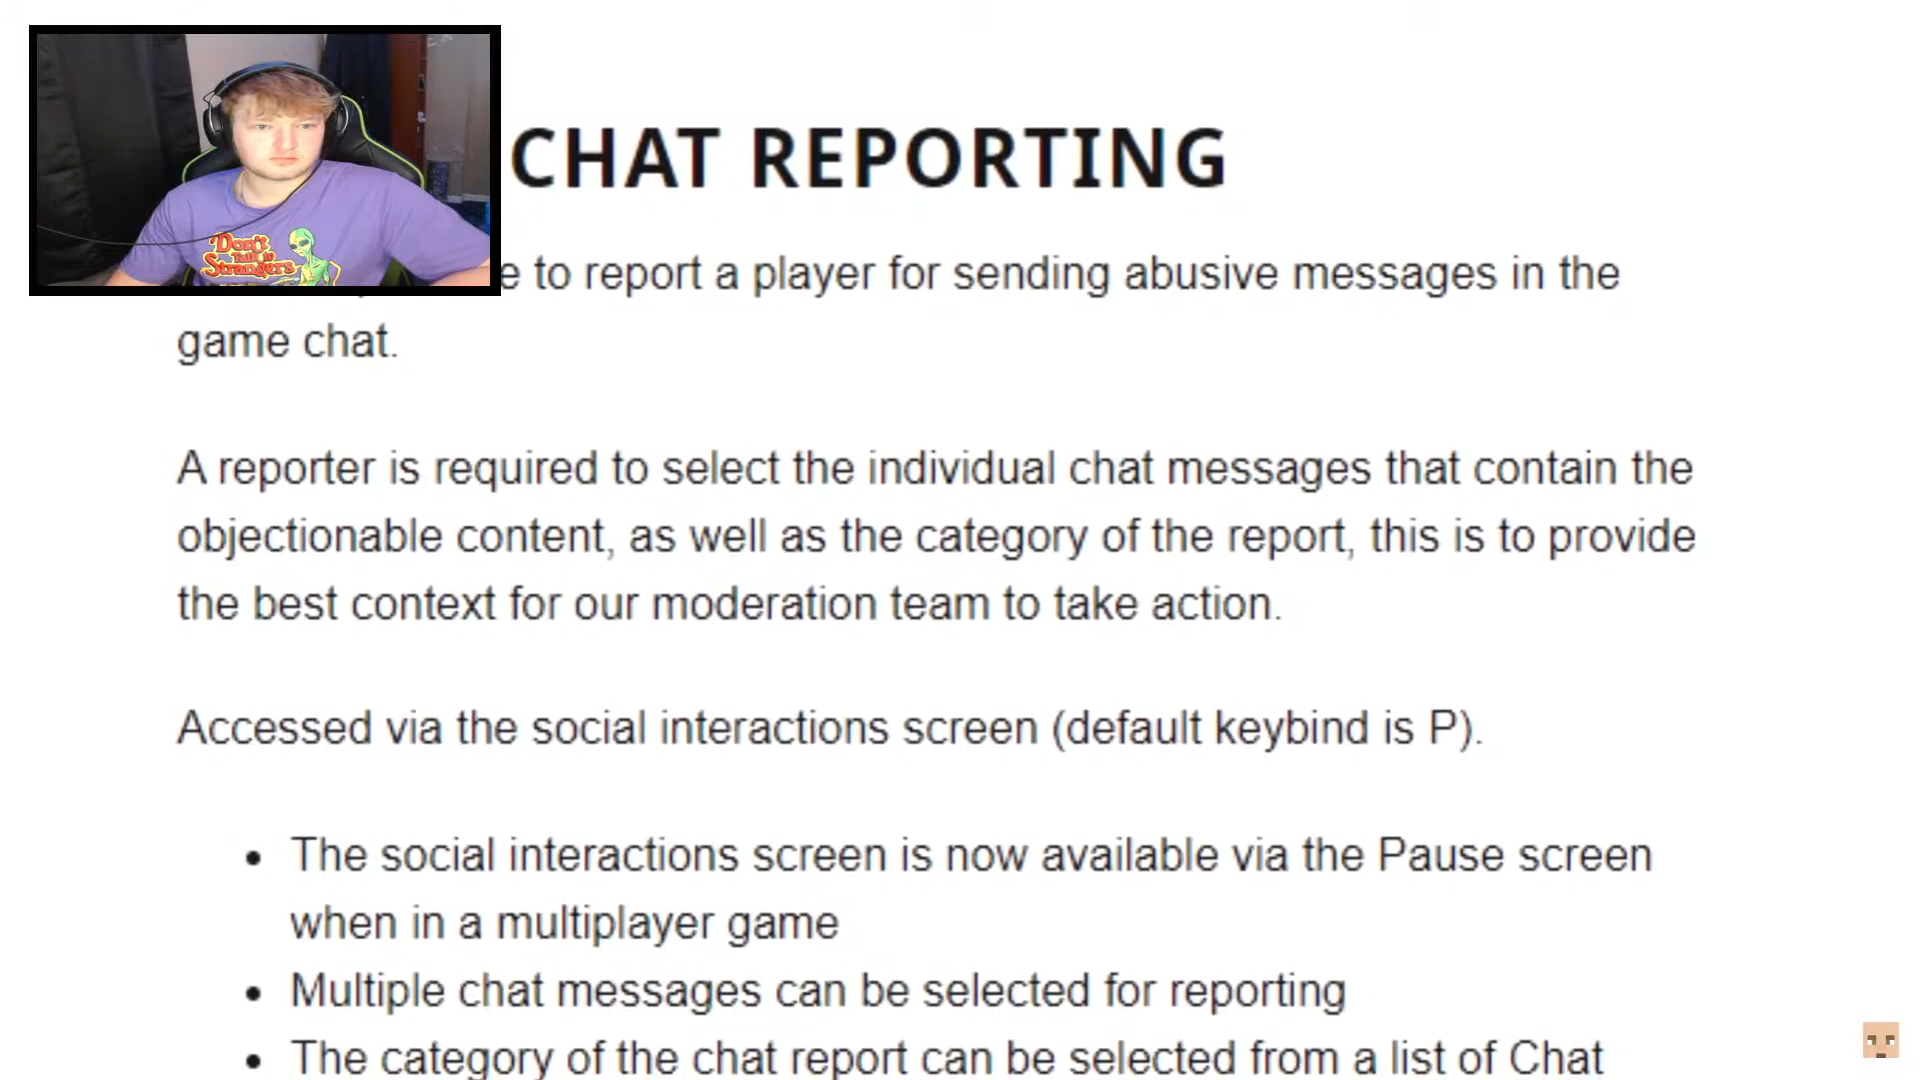 CHAT REPORTING
Don't
Talk to
Strangers
e to report a player for sending abusive messages in the
game chat.
A reporter is required to select the individual chat messages that contain the
objectionable content, as well as the category of the report, this is to provide
the best context for our moderation team to take action.
Accessed via the social interactions screen (default keybind is P).
• The social interactions screen is now available via the Pause screen
when in a multiplayer game
• Multiple chat messages can be selected for reporting
• The category of the chat report can be selected from a list of Chat